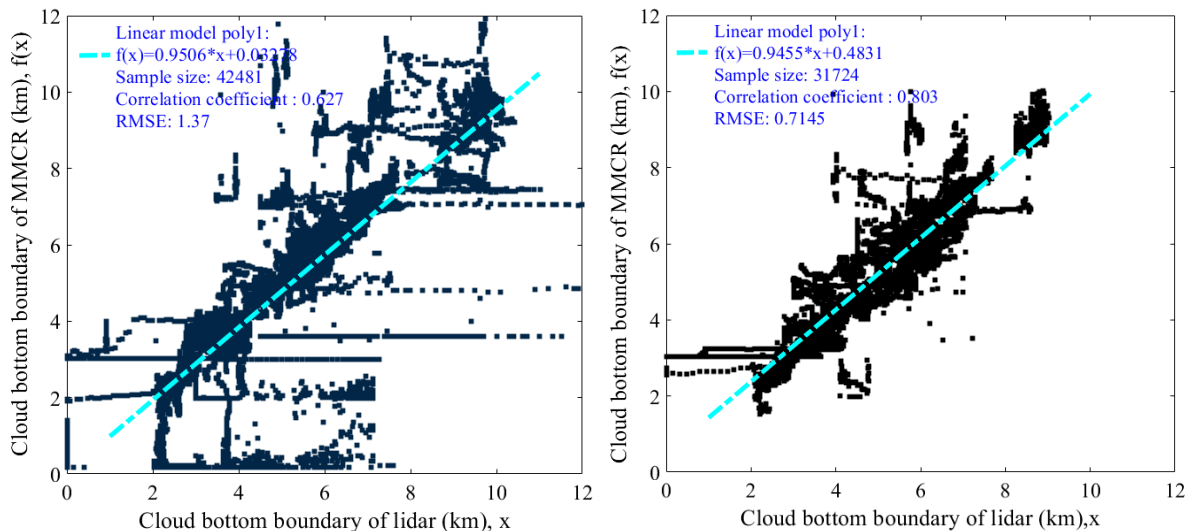 Linear model poly1:
f(x)=0.9506*x+0.03278
Sample size: 42481
Correlation coefficient : 0.627
RMSE: 1.37
Cloud bottom boundary of MMCR (km), f(x)
12
10
8
6
4
2
0
0 2 4 6 8 10 12
Cloud bottom boundary of lidar (km), x
Linear model poly1:
f(x)=0.9455*x+0.4831
Sample size: 31724
Correlation coefficient : 0.803
RMSE: 0.7145
Cloud bottom boundary of MMCR (km), f(x)
12
10
8
6
4
2
0
0 2 4 6 8 10 12
Cloud bottom boundary of lidar (km),x